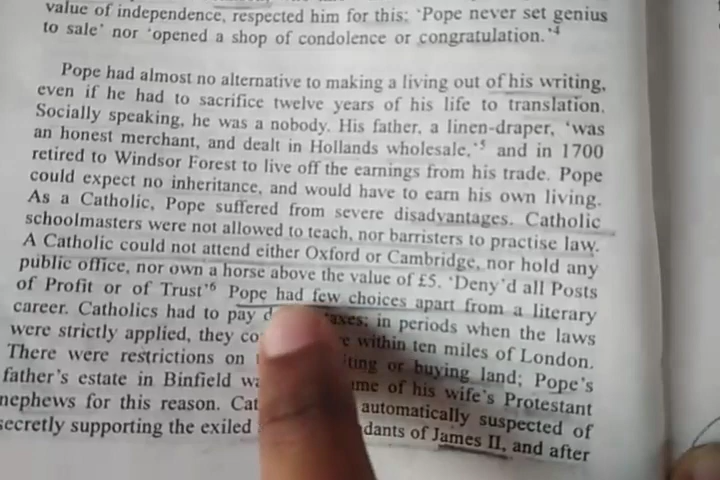 value of independence, respected him for this: 'Pope never set genius
to sale' nor 'opened a shop of condolence or congratulation.'4
Pope had almost no alternative to making a living out of his writing,
even if he had to sacrifice twelve years of his life to translation.
Socially speaking, he was a nobody. His father, a linen-draper, 'was
an honest merchant, and dealt in Hollands wholesale,'5 and in 1700
retired to Windsor Forest to live off the earnings from his trade. Pope
could expect no inheritance, and would have to earn his own living.
As a Catholic, Pope suffered from severe disadvantages. Catholic
schoolmasters were not allowed to teach, nor barristers to practise law.
A Catholic could not attend either Oxford or Cambridge, nor hold any
public office, nor own a horse above the value of £5. 'Deny'd all Posts
of Profit or of Trust'6 Pope had few choices apart from a literary
career. Catholics had to pay taxes; in periods when the laws
were strictly applied, they within ten miles of London.
There were restrictions on or buying land; Pope's
father's estate in Binfield of his wife's Protestant
nephews for this reason. automatically suspected of
secretly supporting the exiled of James II, and after